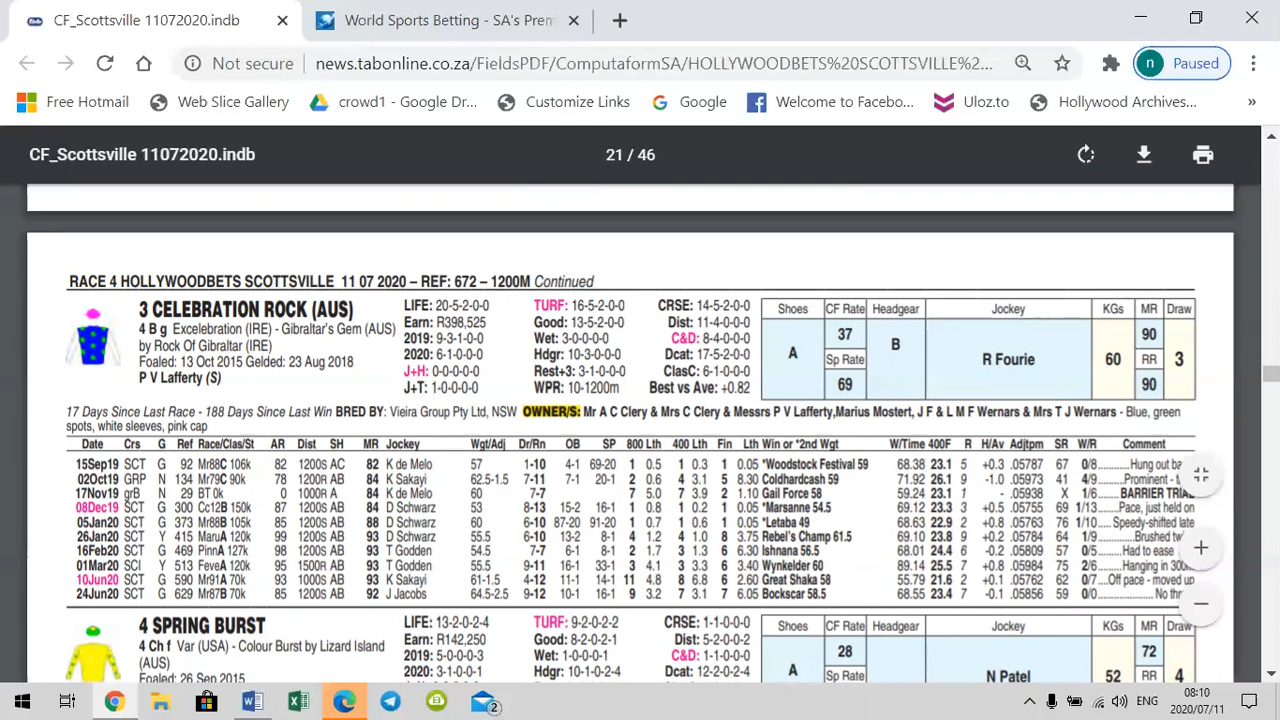 CF_Scottsville 11072020.indb
World Sports Betting - SA's Prem
Not secure
news.tabonline.co.za/FieldsPDF/ComputaformSA/HOLLYWOODBETS%20SCOTTSVILLE%2...
n Paused
Free Hotmail Web Slice Gallery crowd1 - Google Dr... Customize Links Google Welcome to Facebo... Uloz.to Hollywood Archives... »
CF_Scottsville 11072020.indb 21 / 46
RACE 4 HOLLYWOODBETS SCOTTSVILLE 11 07 2020 – REF: 672 – 1200M Continued
3 CELEBRATION ROCK (AUS)
4 B g Excelebration (IRE) - Gibraltar's Gem (AUS)
by Rock Of Gibraltar (IRE)
Foaled: 13 Oct 2015 Gelded: 23 Aug 2018
P V Lafferty (S)
LIFE: 20-5-2-0-0 TURF: 16-5-2-0-0 CRSE: 14-5-2-0-0
Earn: R398,525 Good: 13-5-2-0-0 Dist: 11-4-0-0-0
2019: 9-3-1-0-0 Wet: 3-0-0-0-0 C&D: 8-4-0-0-0
2020: 6-1-0-0-0 Hdgr: 10-3-0-0-0 Dcat: 17-5-2-0-0
J+H: 0-0-0-0-0 Rest+3: 3-1-0-0-0 ClasC: 6-1-0-0-0
J+T: 1-0-0-0-0 WPR: 10-1200m Best vs Ave: +0.82
Shoes CF Rate Headgear Jockey KGs MR Draw
A 37 B R Fourie 60 90 3
Sp Rate RR
69 90
17 Days Since Last Race - 188 Days Since Last Win BRED BY: Vieira Group Pty Ltd, NSW OWNER/S: Mr A C Clery & Mrs C Clery & Messrs P V Lafferty,Marius Mostert, J F & L M F Wernars & Mrs T J Wernars - Blue, green
spots, white sleeves, pink cap
Date Crs G Ref Race/Clas/St AR Dist SH MR Jockey Wgt/Adj Dr/Rn OB SP 800 Lth 400 Lth Fin Lth Win or *2nd Wgt W/Time 400F R H/Av Adjtpm SR W/R Comment
15Sep19 SCT G 92 Mr88C 106k 82 1200S AC 82 K de Melo 57 1-10 4-1 69-20 1 0.5 1 0.3 1 0.05 *Woodstock Festival 59 68.38 23.1 5 +0.3 .05787 67 0/8 Hung out ba
02Oct19 GRP N 134 Mr79C 90k 78 1200R AB 84 K Sakayi 62.5-1.5 7-11 7-1 20-1 2 0.6 4 3.1 5 8.30 Coldhardcash 59 71.92 26.1 9 -1.0 .05973 41 4/9 Prominent - t
17Nov19 grB N 29 BT 0k 0 1000R A 84 K de Melo 60 7-7 7 5.0 7 3.9 2 1.10 Gail Force 58 59.24 23.1 1 - .05938 X 1/6 BARRIER TRIA
08Dec19 SCT G 300 Cc12B 150k 87 1200S AB 84 D Schwarz 53 8-13 15-2 16-1 1 0.8 1 0.2 1 0.05 *Marsanne 54.5 69.12 23.3 3 +0.5 .05755 69 1/13 Pace, just held on
05Jan20 SCT G 373 Mr88B 105k 85 1200S AB 88 D Schwarz 60 6-10 87-20 91-20 1 0.7 1 0.6 1 0.05 *Letaba 49 68.63 22.9 2 +0.8 .05763 76 1/10 Speedy-shifted late
26Jan20 SCT Y 415 MaruA 120k 99 1200S AB 93 D Schwarz 55.5 6-10 13-2 8-1 4 1.2 4 1.0 8 3.75 Rebel's Champ 61.5 69.10 23.8 9 +0.2 .05784 64 1/9 Brushed tw
16Feb20 SCT G 469 PinnA 127k 98 1200S AB 93 T Godden 54.5 7-7 6-1 8-1 2 1.7 3 1.3 6 3.30 Ishnana 56.5 68.01 24.4 6 -0.2 .05809 57 0/5 Had to ease
01Mar20 SCI Y 513 FeveA 120k 95 1500R AB 93 T Godden 55.5 9-11 16-1 33-1 3 4.1 3 3.3 6 3.40 Wynkelder 60 89.14 25.5 7 +0.8 .05984 75 2/6 Hanging in 300
10Jun20 SCT G 590 Mr91A 70k 93 1000S AB 93 K Sakayi 61-1.5 4-12 11-1 14-1 11 4.8 8 6.8 6 2.60 Great Shaka 58 55.79 21.6 2 +0.1 .05762 62 0/7 Off pace - moved up
24Jun20 SCT G 629 Mr87B 70k 85 1200S AB 92 J Jacobs 64.5-2.5 9-12 10-1 16-1 9 3.2 7 3.1 7 6.05 Bockscar 58.5 68.55 23.4 7 -0.1 .05856 59 0/0 No thr
4 SPRING BURST
4 Ch f Var (USA) - Colour Burst by Lizard Island
(AUS)
Foaled: 26 Sep 2015
LIFE: 13-2-0-2-4 TURF: 9-2-0-2-2 CRSE: 1-1-0-0-0
Earn: R142,250 Good: 8-2-0-2-1 Dist: 5-2-0-0-2
2019: 5-0-0-0-3 Wet: 1-0-0-0-1 C&D: 1-1-0-0-0
2020: 3-1-0-0-1 Hdgr: 10-1-0-2-4 Dcat: 12-2-0-2-4
Shoes CF Rate Headgear Jockey KGs MR Draw
A 28 N Patel 52 72 4
Sp Rate RR
ENG 08:10
2020/07/11
2